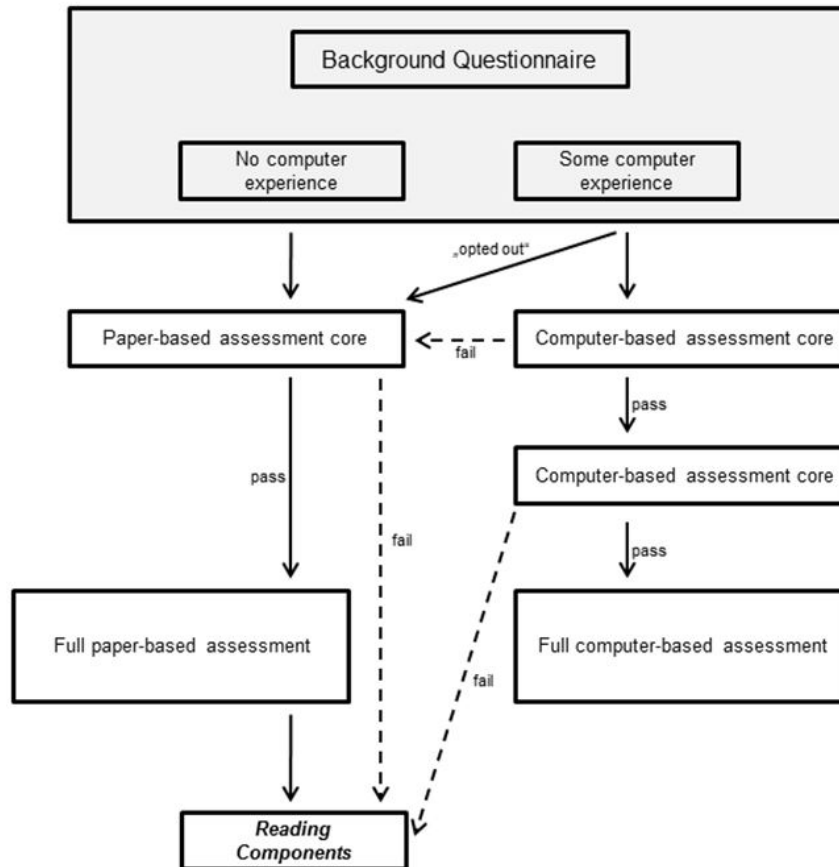 Background Questionnaire
No computer
experience
Some computer
experience
„opted out“
Paper-based assessment core
fail
Computer-based assessment core
pass
Computer-based assessment core
pass
fail
pass
Full paper-based assessment
fail
Full computer-based assessment
Reading
Components